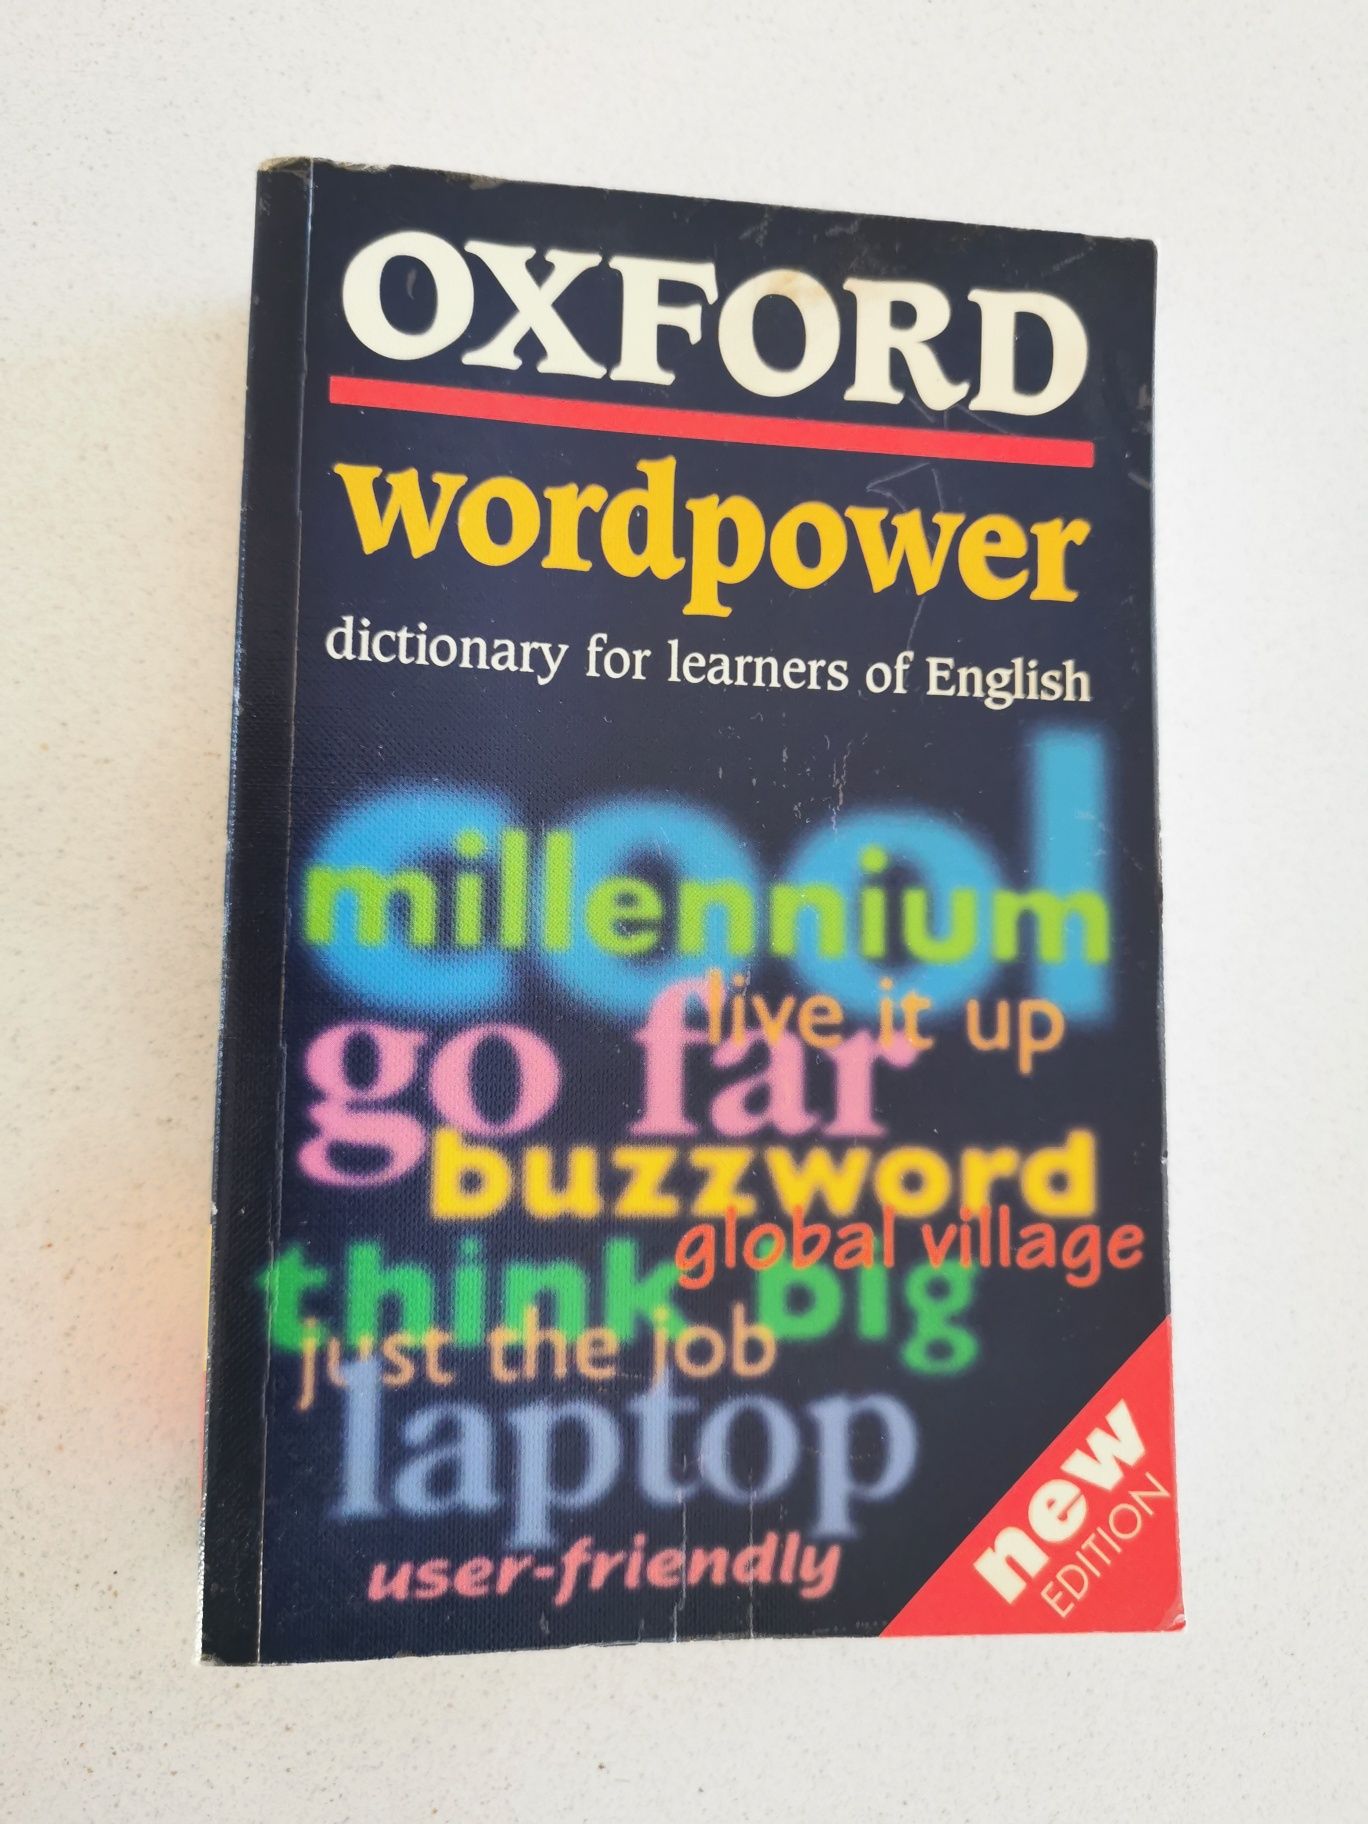 OXFORD
wordpower
dictionary for learners of English
cool
millennium
live it up
go far
buzzword
global village
think big
just the job
laptop
user-friendly
new
EDITION